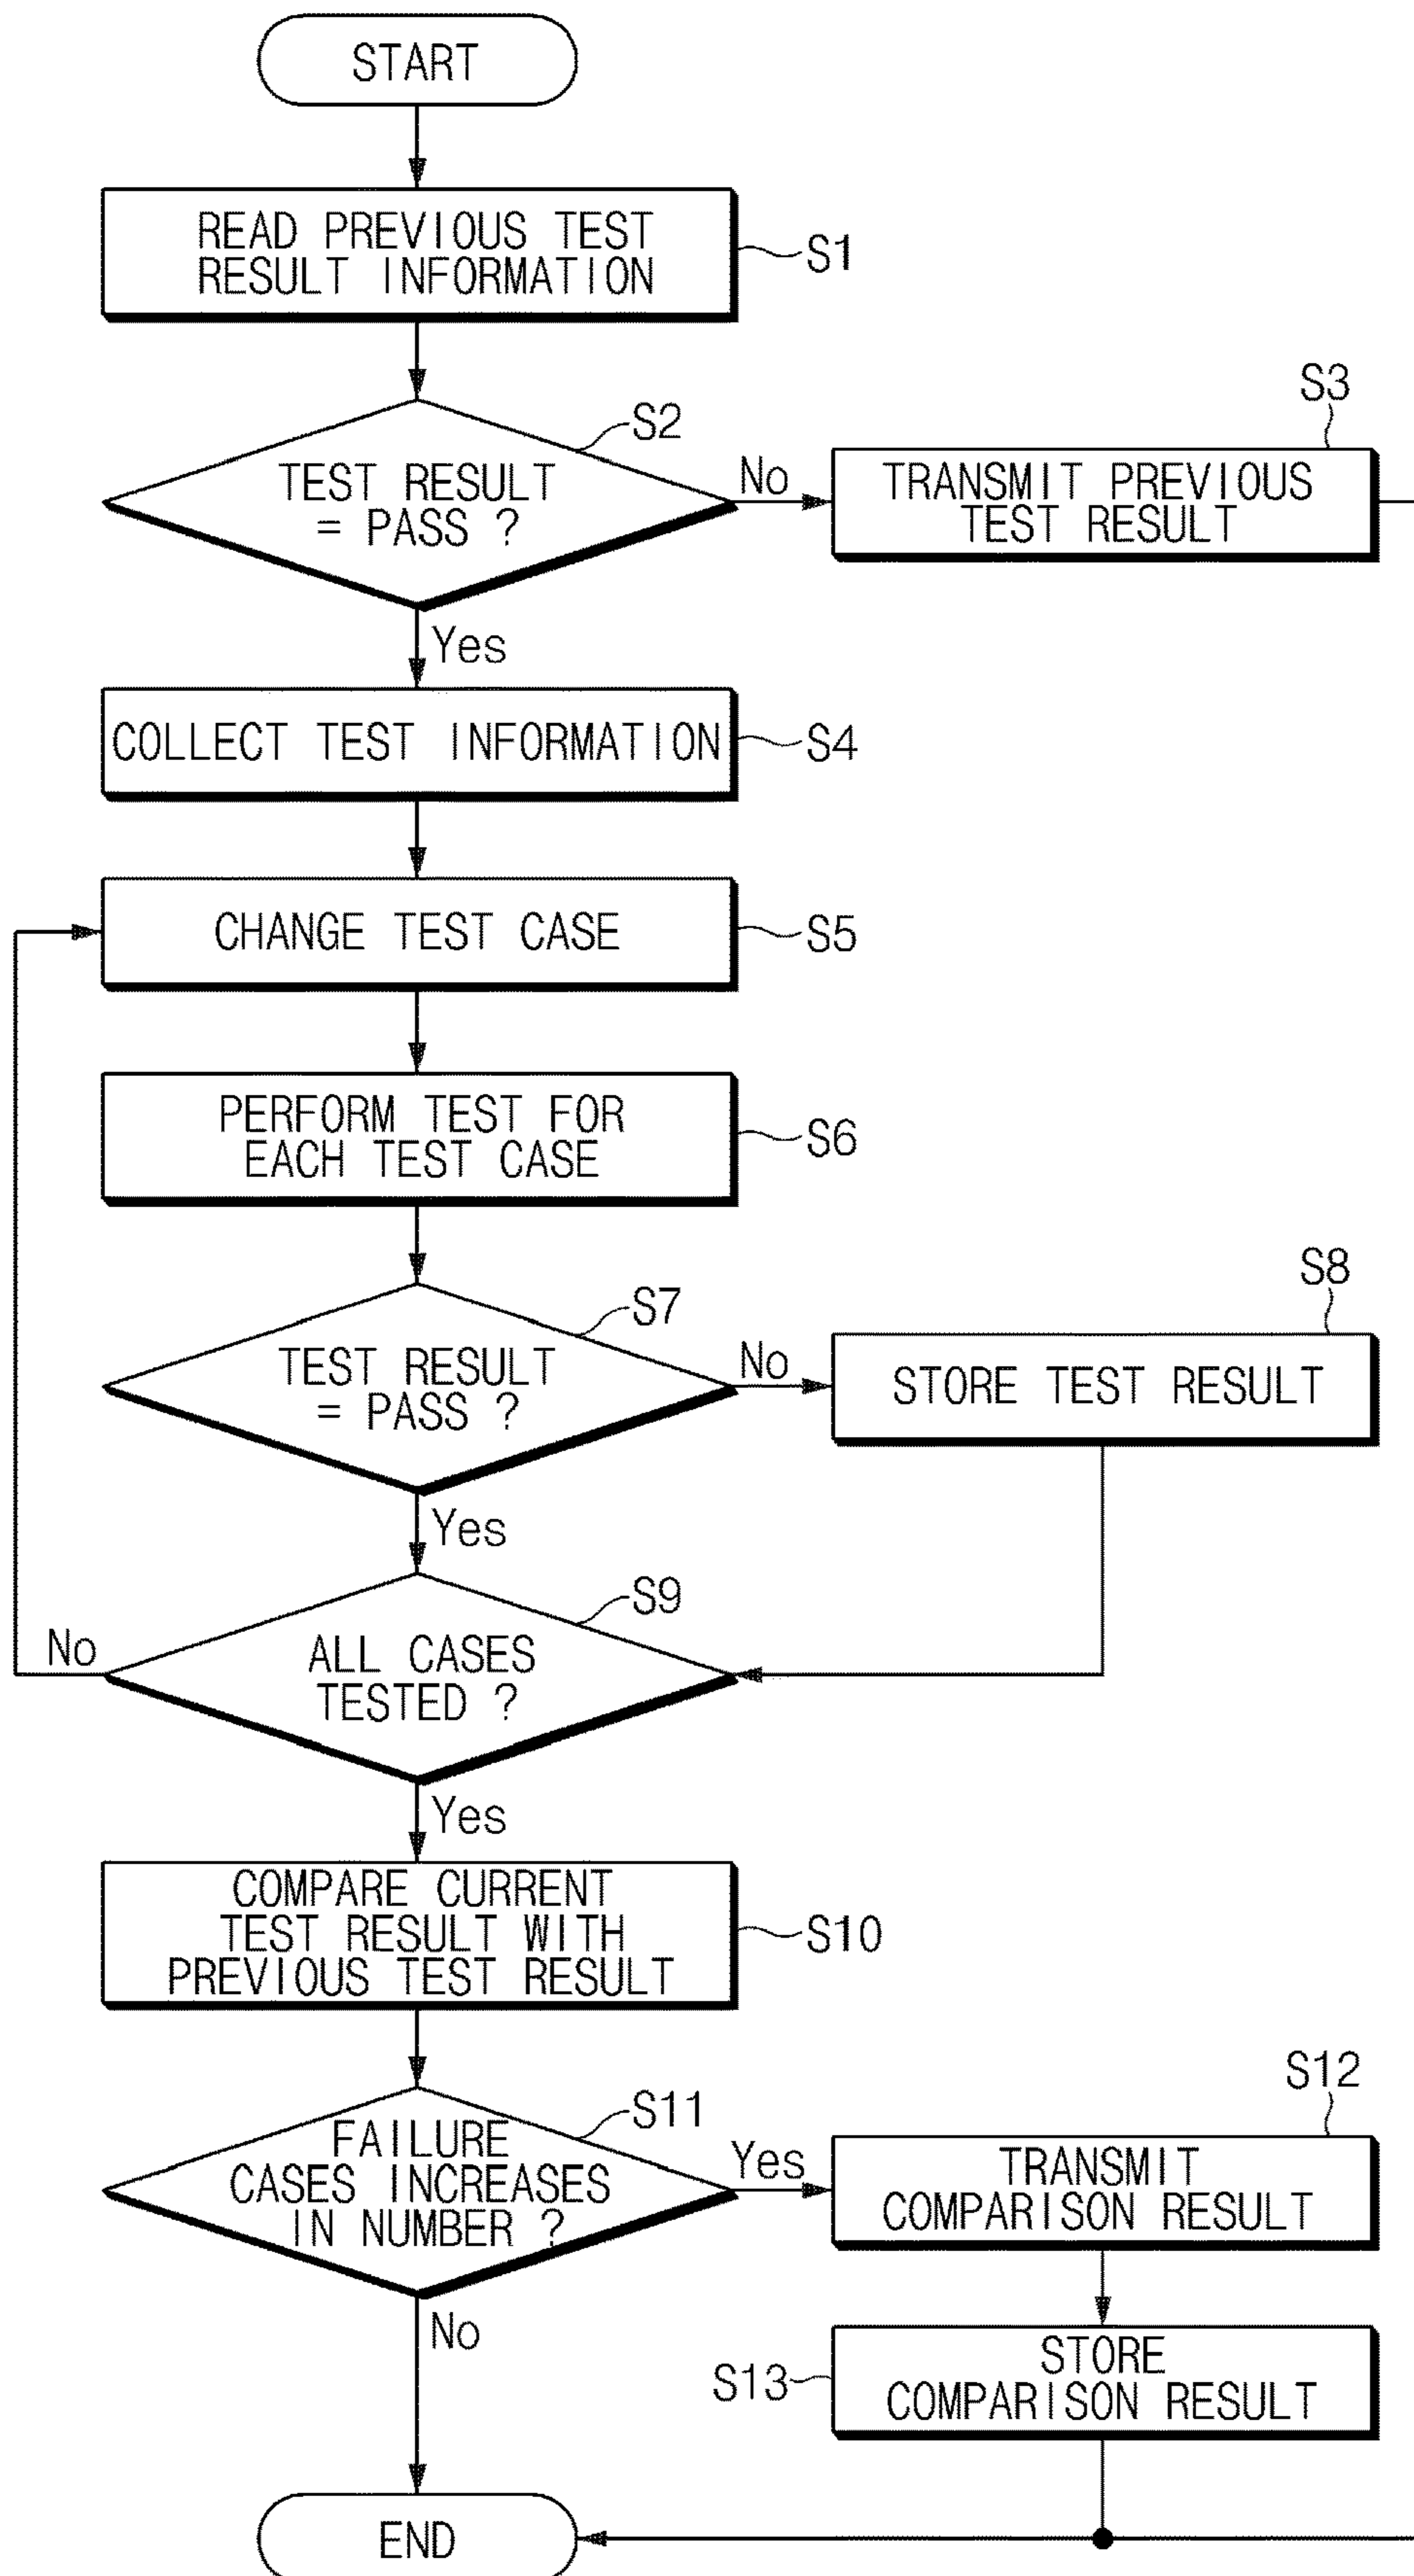 START
READ PREVIOUS TEST
RESULT INFORMATION
S1
S2
TEST RESULT
= PASS ?
No
S3
TRANSMIT PREVIOUS
TEST RESULT
Yes
COLLECT TEST INFORMATION
S4
CHANGE TEST CASE
S5
PERFORM TEST FOR
EACH TEST CASE
S6
S7
TEST RESULT
= PASS ?
No
S8
STORE TEST RESULT
Yes
S9
No
ALL CASES
TESTED ?
Yes
COMPARE CURRENT
TEST RESULT WITH
PREVIOUS TEST RESULT
S10
S11
FAILURE
CASES INCREASES
IN NUMBER ?
Yes
S12
TRANSMIT
COMPARISON RESULT
No
S13
STORE
COMPARISON RESULT
END